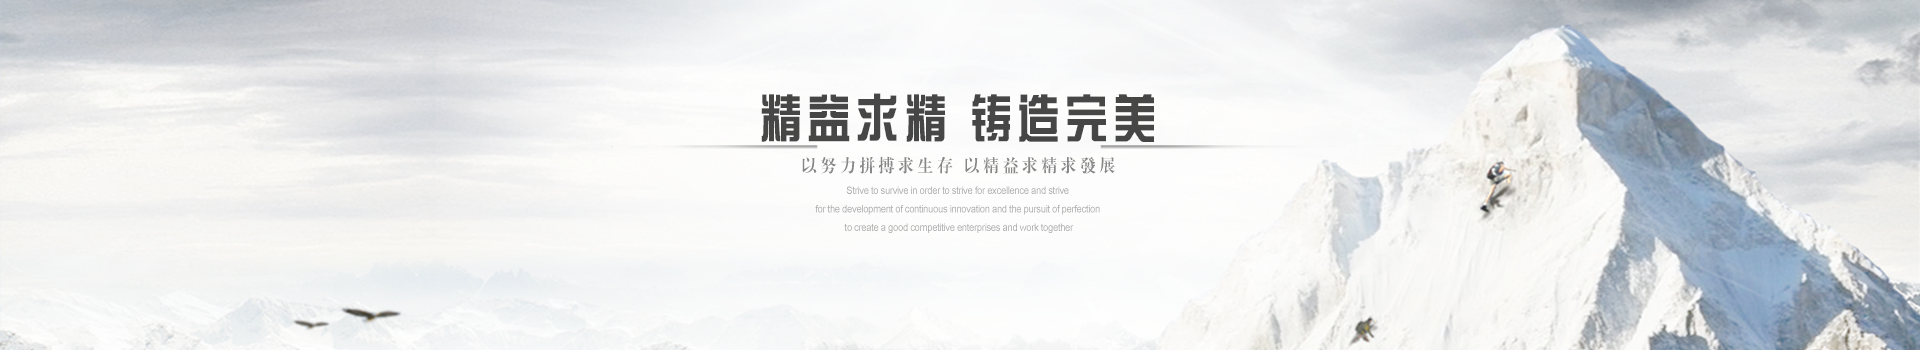 精益求精 铸造完美
以努力拼搏求生存 以精益求精求發展
Strive to survive in order to strive for excellence and strive
for the development of continuous innovation and the pursuit of perfection
to create a good competitive enterprises and work together